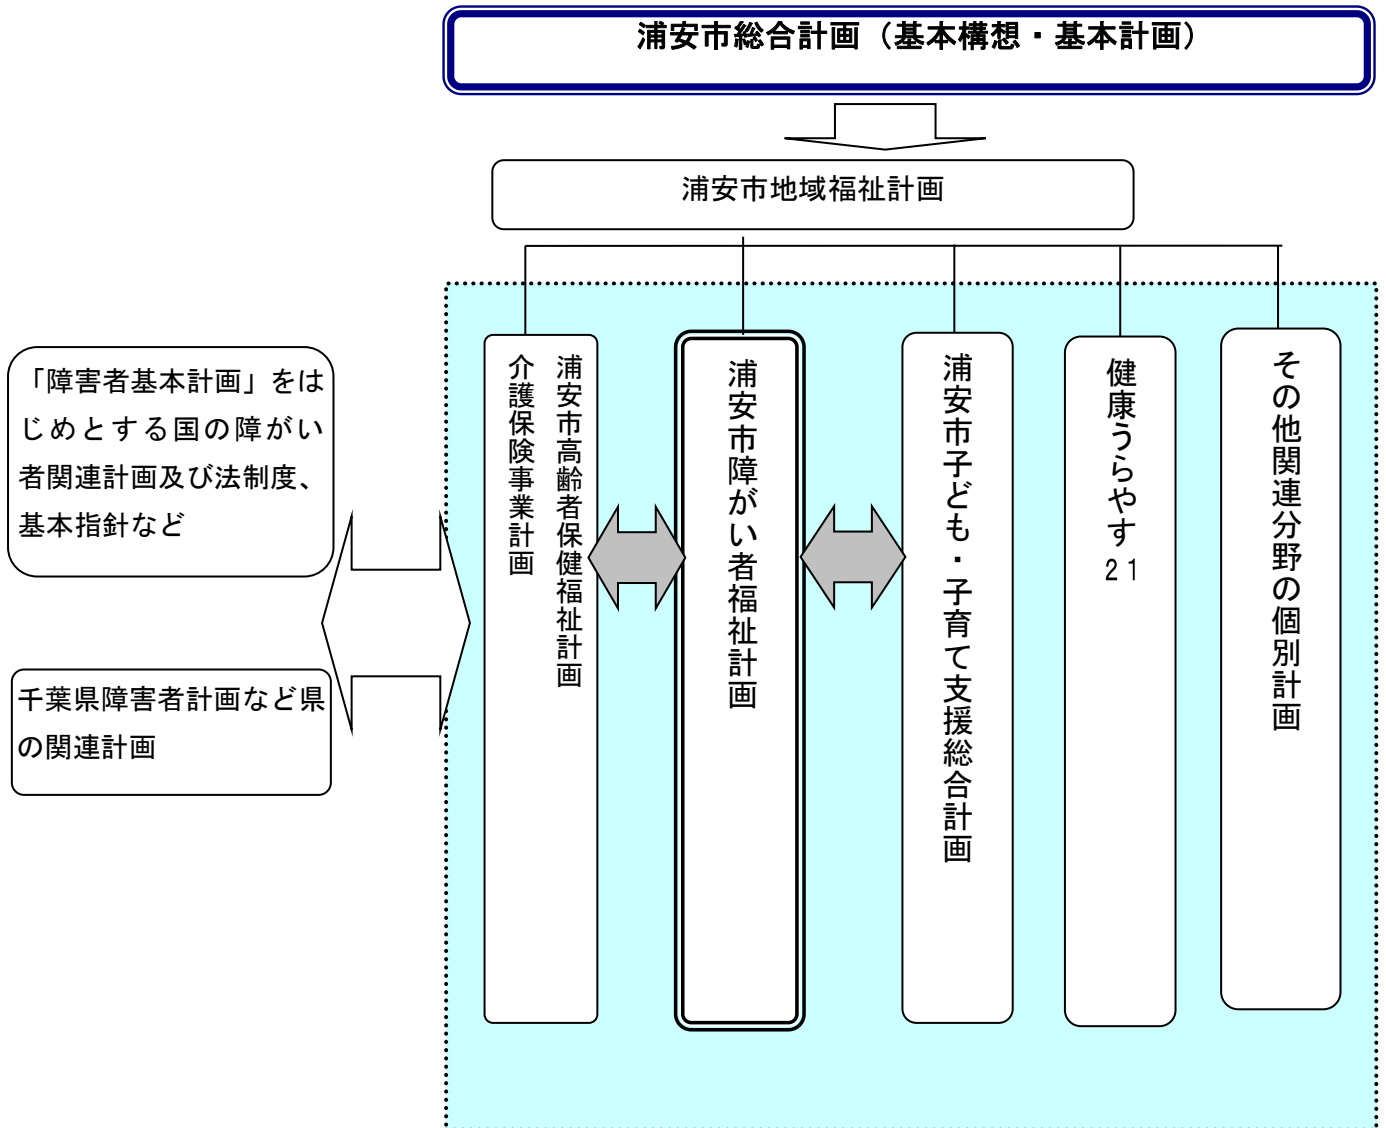 浦安市総合計画（基本構想・基本計画）
浦安市地域福祉計画
「障害者基本計画」をは
じめとする国の障がい
者関連計画及び法制度、
基本指針など
千葉県障害者計画など県
の関連計画
浦安市高齢者保健福祉計画
介護保険事業計画
浦安市障がい者福祉計画
浦安市子ども・子育て支援総合計画
健康うらやす21
その他関連分野の個別計画